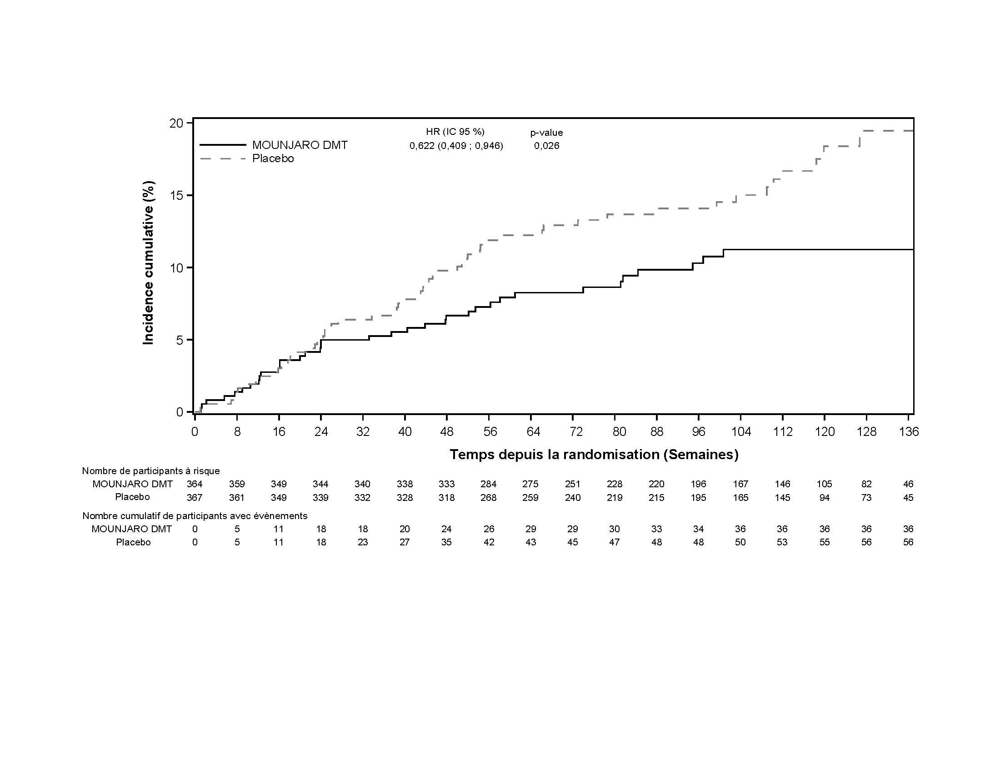 20
15
10
5
0
Incidence cumulative (%)
HR (IC 95 %) p-value
MOUNJARO DMT 0,622 (0,409 ; 0,946) 0,026
Placebo
0 8 16 24 32 40 48 56 64 72 80 88 96 104 112 120 128 136
Temps depuis la randomisation (Semaines)
Nombre de participants à risque
MOUNJARO DMT 364 359 349 344 340 338 333 284 275 251 228 220 196 167 146 105 82 46
Placebo 367 361 349 339 332 328 318 268 259 240 219 215 195 165 145 94 73 45
Nombre cumulatif de participants avec évènements
MOUNJARO DMT 0 5 11 18 18 20 24 26 29 29 30 33 34 36 36 36 36 36
Placebo 0 5 11 18 23 27 35 42 43 45 47 48 48 50 53 55 56 56